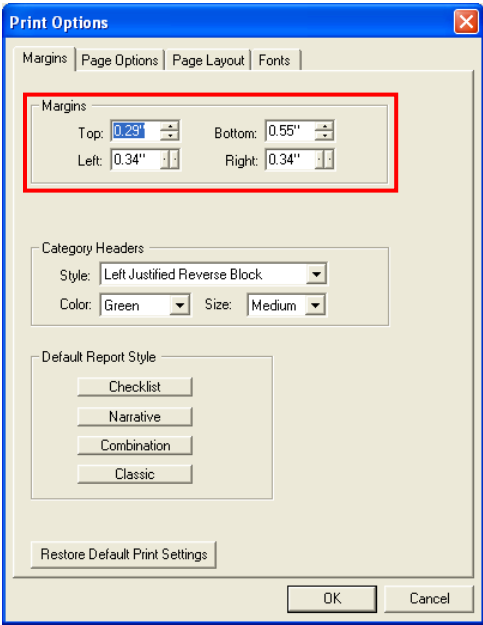 Print Options
Margins Page Options Page Layout Fonts
Margins
Top: 0.29" Bottom: 0.55"
Left: 0.34" Right: 0.34"
Category Headers
Style: Left Justified Reverse Block
Color: Green Size: Medium
Default Report Style
Checklist
Narrative
Combination
Classic
Restore Default Print Settings
OK Cancel